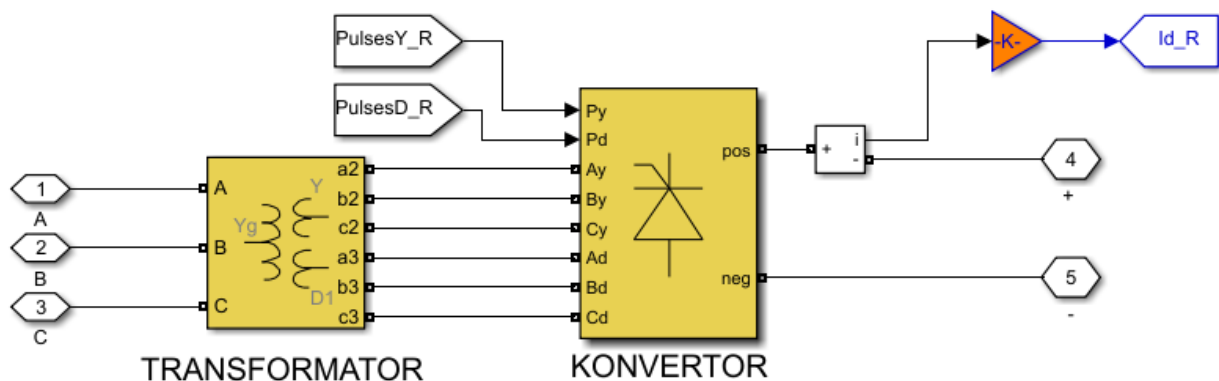 PulsesY_R
PulsesD_R
-K-
Id_R
1
A
2
B
3
C
A
B
C
Yg
Y
D1
a2
b2
c2
a3
b3
c3
TRANSFORMATOR
Py
Pd
Ay
By
Cy
Ad
Bd
Cd
pos
neg
KONVERTOR
+
i
-
4
+
5
-